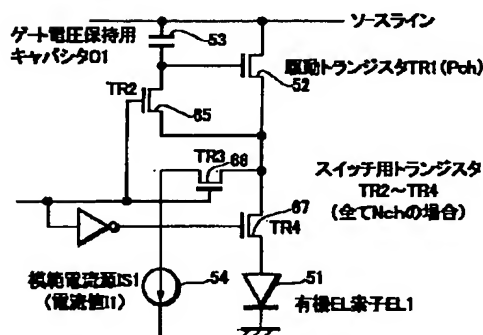 ソースライン
ゲート電圧保持用
キャパシタC1
53
駆動トランジスタTR1(Pch)
52
TR2
65
TR3
66
スイッチ用トランジスタ
TR2〜TR4
(全てNchの場合)
67
TR4
模範電流源IS1
(電流値I1)
54
51
有機EL素子EL1